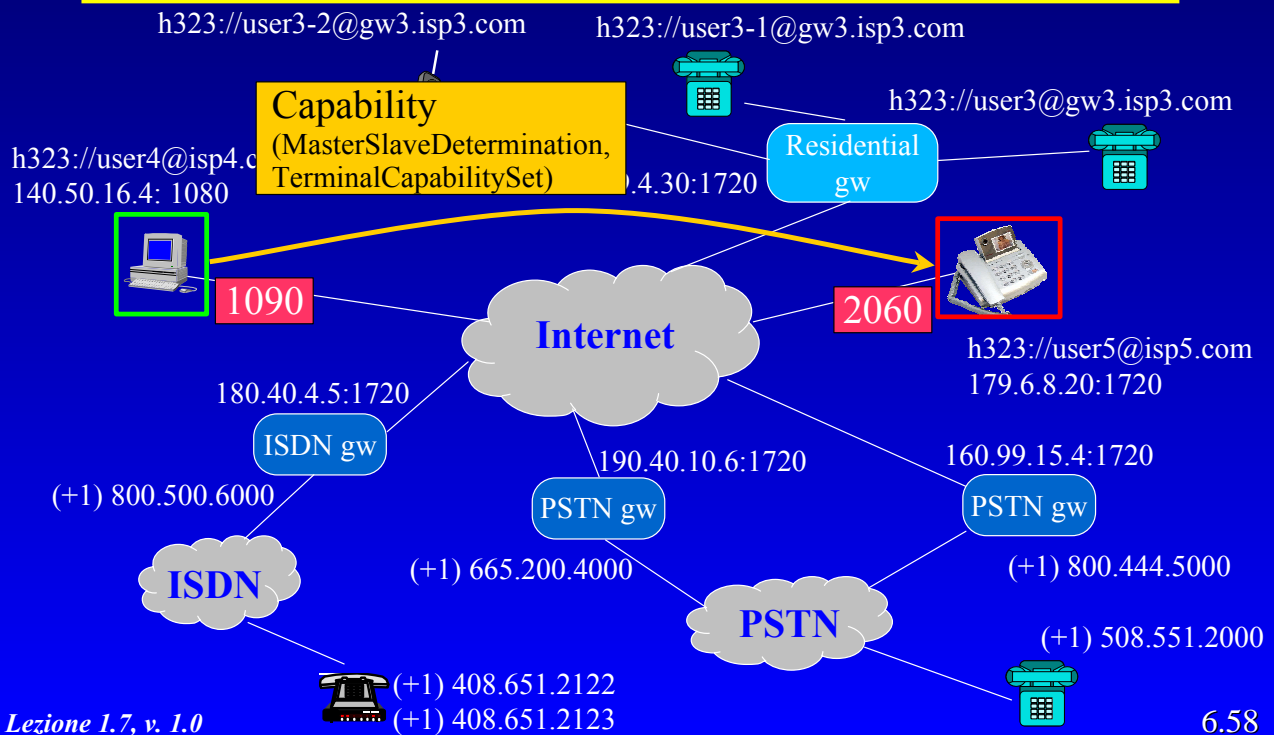 h323://user3-2@gw3.isp3.com
h323://user3-1@gw3.isp3.com
h323://user3@gw3.isp3.com
Capability
(MasterSlaveDetermination,
TerminalCapabilitySet)
Residential
gw
h323://user4@isp4.c
140.50.16.4: 1080
.4.30:1720
1090
2060
Internet
h323://user5@isp5.com
179.6.8.20:1720
180.40.4.5:1720
ISDN gw
(+1) 800.500.6000
190.40.10.6:1720
PSTN gw
160.99.15.4:1720
PSTN gw
(+1) 665.200.4000
(+1) 800.444.5000
ISDN
PSTN
(+1) 508.551.2000
(+1) 408.651.2122
(+1) 408.651.2123
Lezione 1.7, v. 1.0
6.58